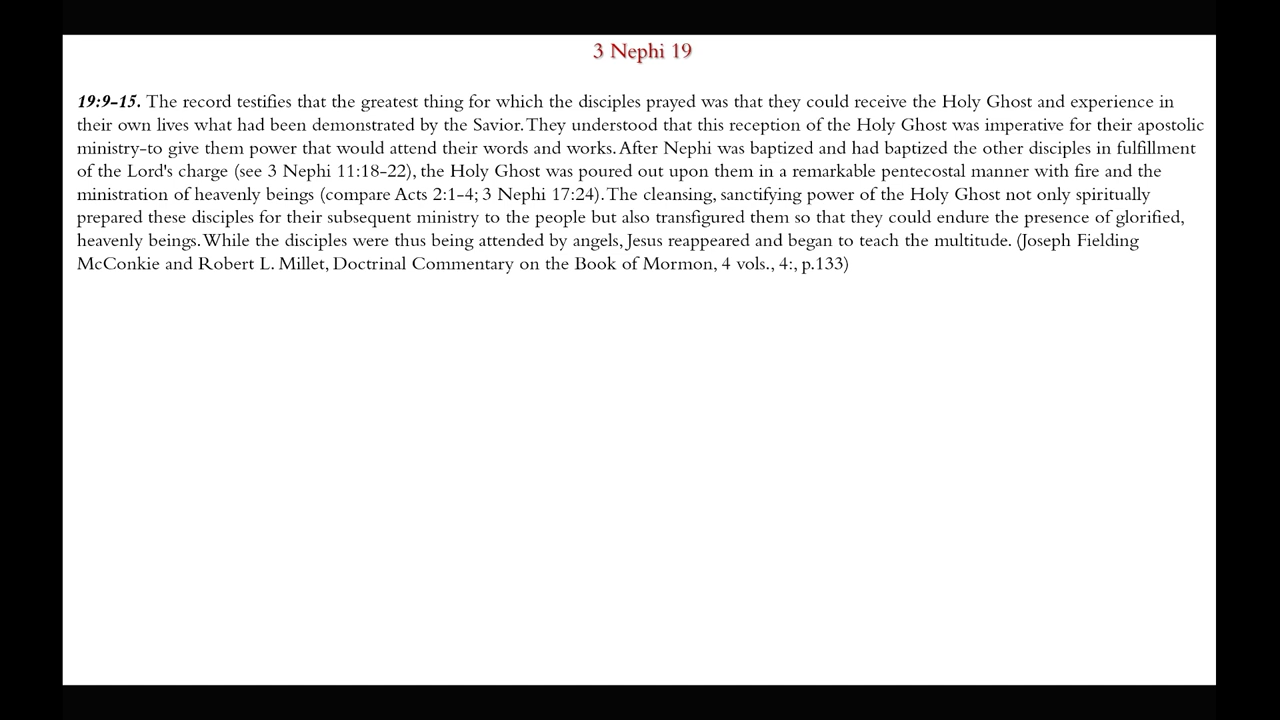 3 Nephi 19
19:9-15. The record testifies that the greatest thing for which the disciples prayed was that they could receive the Holy Ghost and experience in
their own lives what had been demonstrated by the Savior. They understood that this reception of the Holy Ghost was imperative for their apostolic
ministry-to give them power that would attend their words and works. After Nephi was baptized and had baptized the other disciples in fulfillment
of the Lord's charge (see 3 Nephi 11:18-22), the Holy Ghost was poured out upon them in a remarkable pentecostal manner with fire and the
ministration of heavenly beings (compare Acts 2:1-4; 3 Nephi 17:24). The cleansing, sanctifying power of the Holy Ghost not only spiritually
prepared these disciples for their subsequent ministry to the people but also transfigured them so that they could endure the presence of glorified,
heavenly beings. While the disciples were thus being attended by angels, Jesus reappeared and began to teach the multitude. (Joseph Fielding
McConkie and Robert L. Millet, Doctrinal Commentary on the Book of Mormon, 4 vols., 4:, p.133)